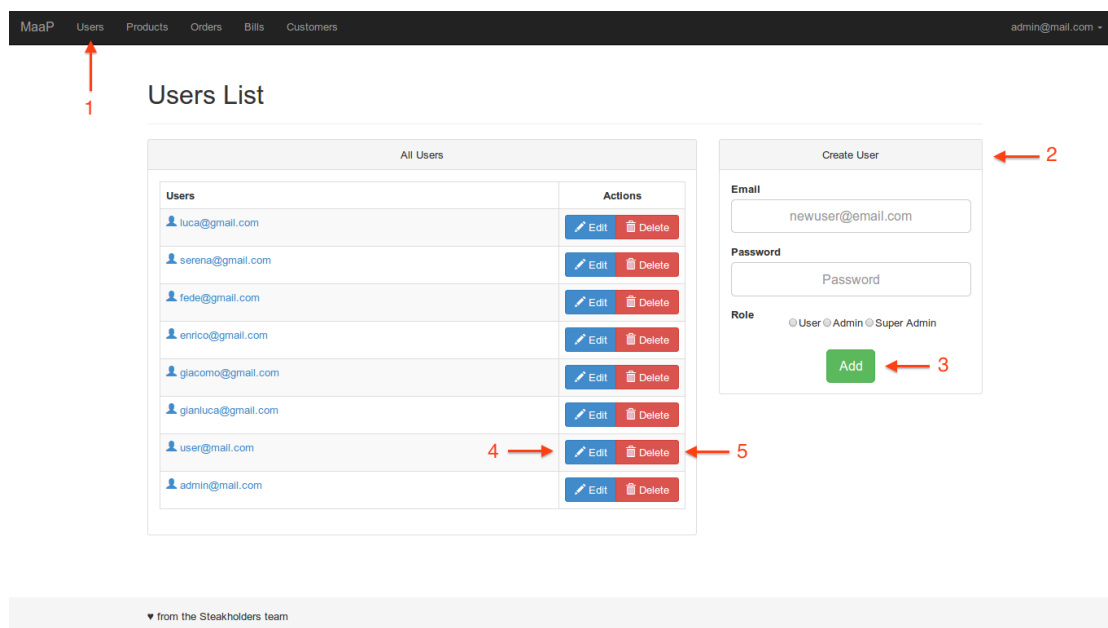 MaaP Users Products Orders Bills Customers admin@mail.com
1
Users List
All Users
Users Actions
luca@gmail.com Edit Delete
serena@gmail.com Edit Delete
fede@gmail.com Edit Delete
enrico@gmail.com Edit Delete
giacomo@gmail.com Edit Delete
gianluca@gmail.com Edit Delete
user@mail.com 4 Edit Delete 5
admin@mail.com Edit Delete
Create User 2
Email
newuser@email.com
Password
Password
Role User Admin Super Admin
Add 3
♥ from the Steakholders team